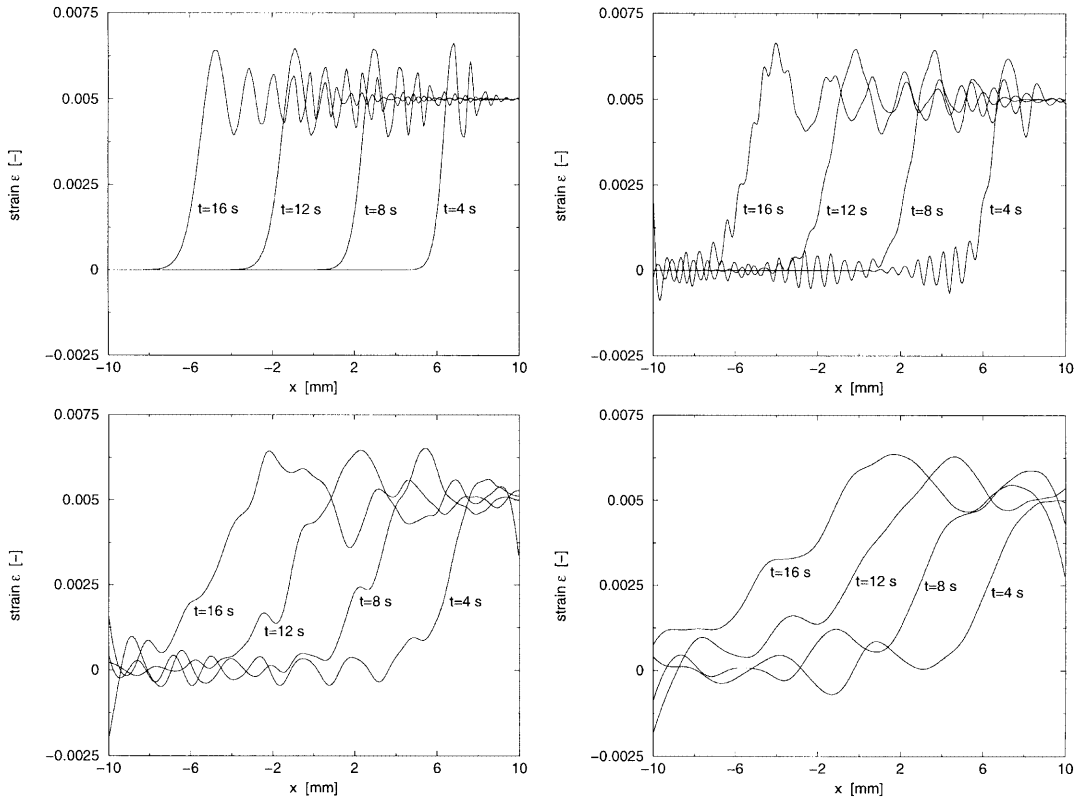 0.0075
0.005
0.0025
0
−0.0025
strain ε [−]
t=16 s
t=12 s
t=8 s
t=4 s
−10
−6
−2
2
6
10
x [mm]
0.0075
0.005
0.0025
0
−0.0025
strain ε [−]
t=16 s
t=12 s
t=8 s
t=4 s
−10
−6
−2
2
6
10
x [mm]
0.0075
0.005
0.0025
0
−0.0025
strain ε [−]
t=16 s
t=12 s
t=8 s
t=4 s
−10
−6
−2
2
6
10
x [mm]
0.0075
0.005
0.0025
0
−0.0025
strain ε [−]
t=16 s
t=12 s
t=8 s
t=4 s
−10
−6
−2
2
6
10
x [mm]